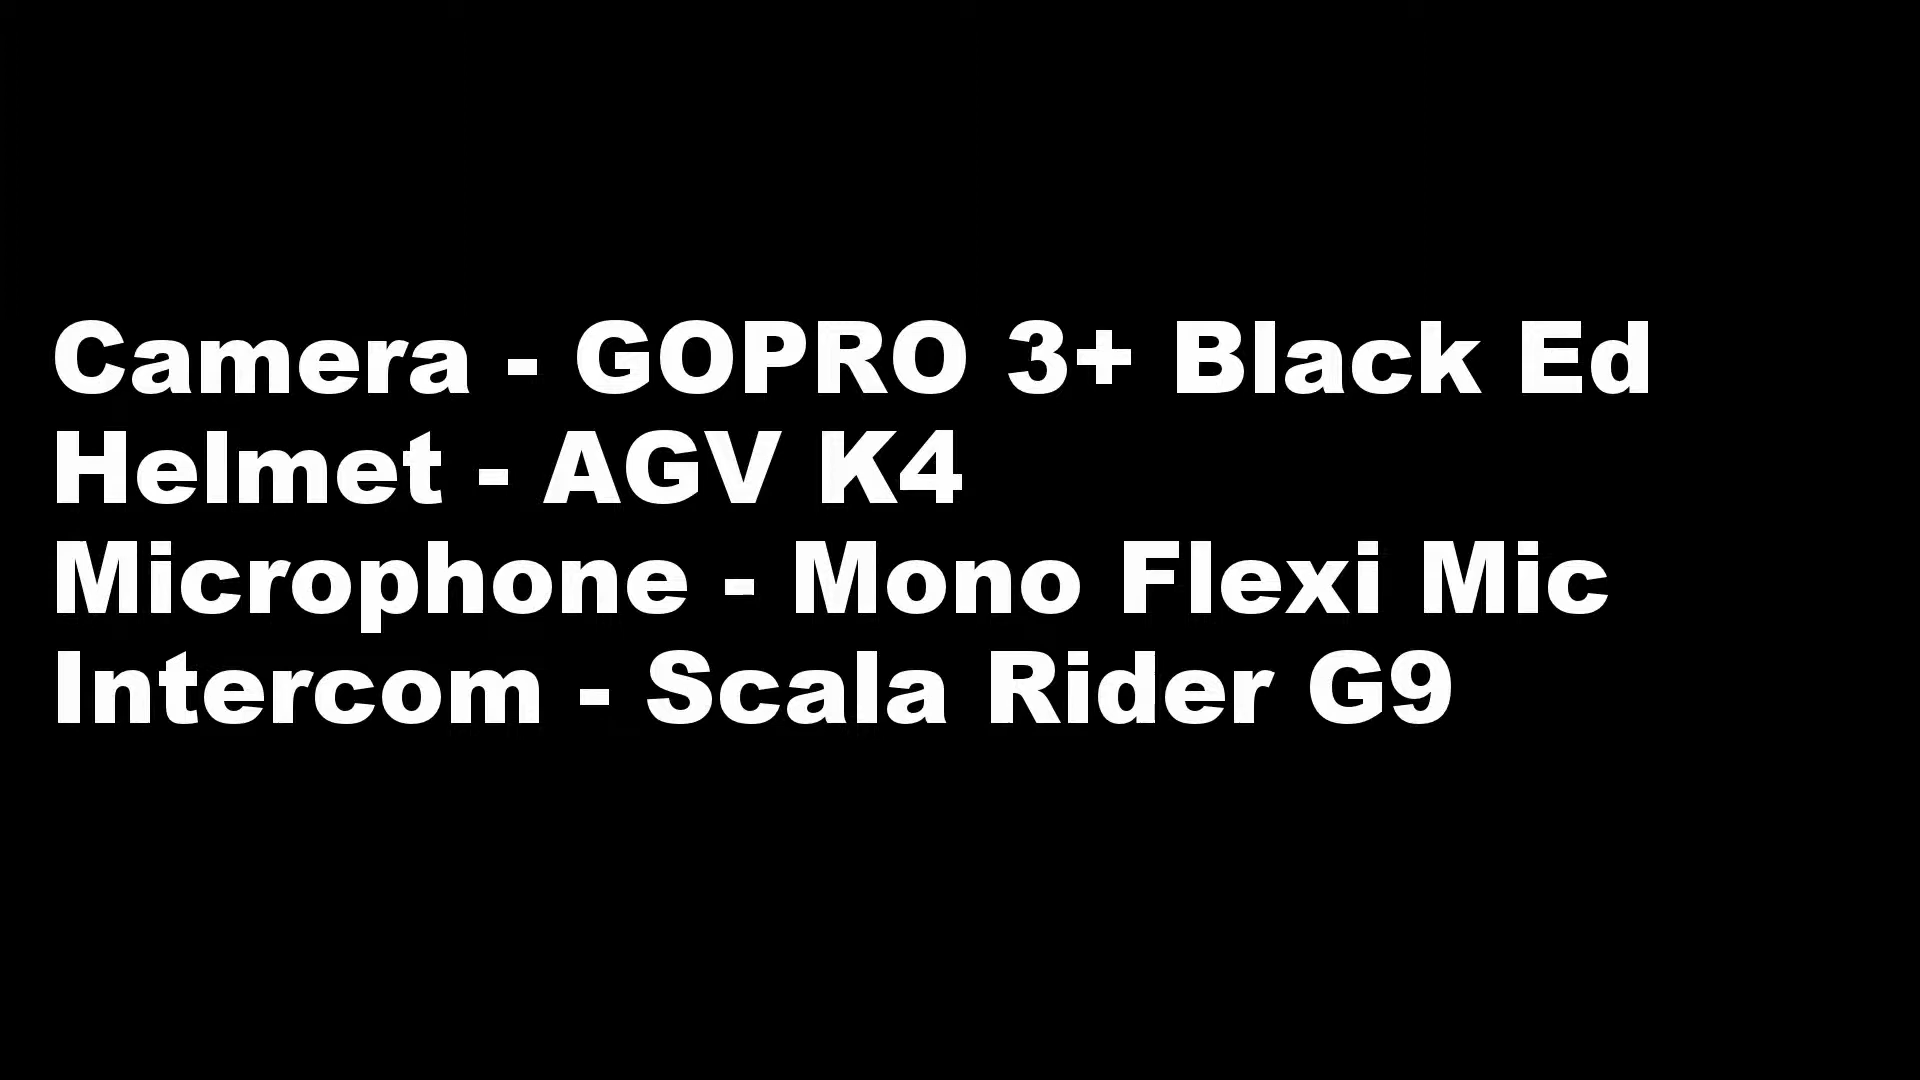 Camera - GOPRO 3+ Black Ed
Helmet - AGV K4
Microphone - Mono Flexi Mic
Intercom - Scala Rider G9